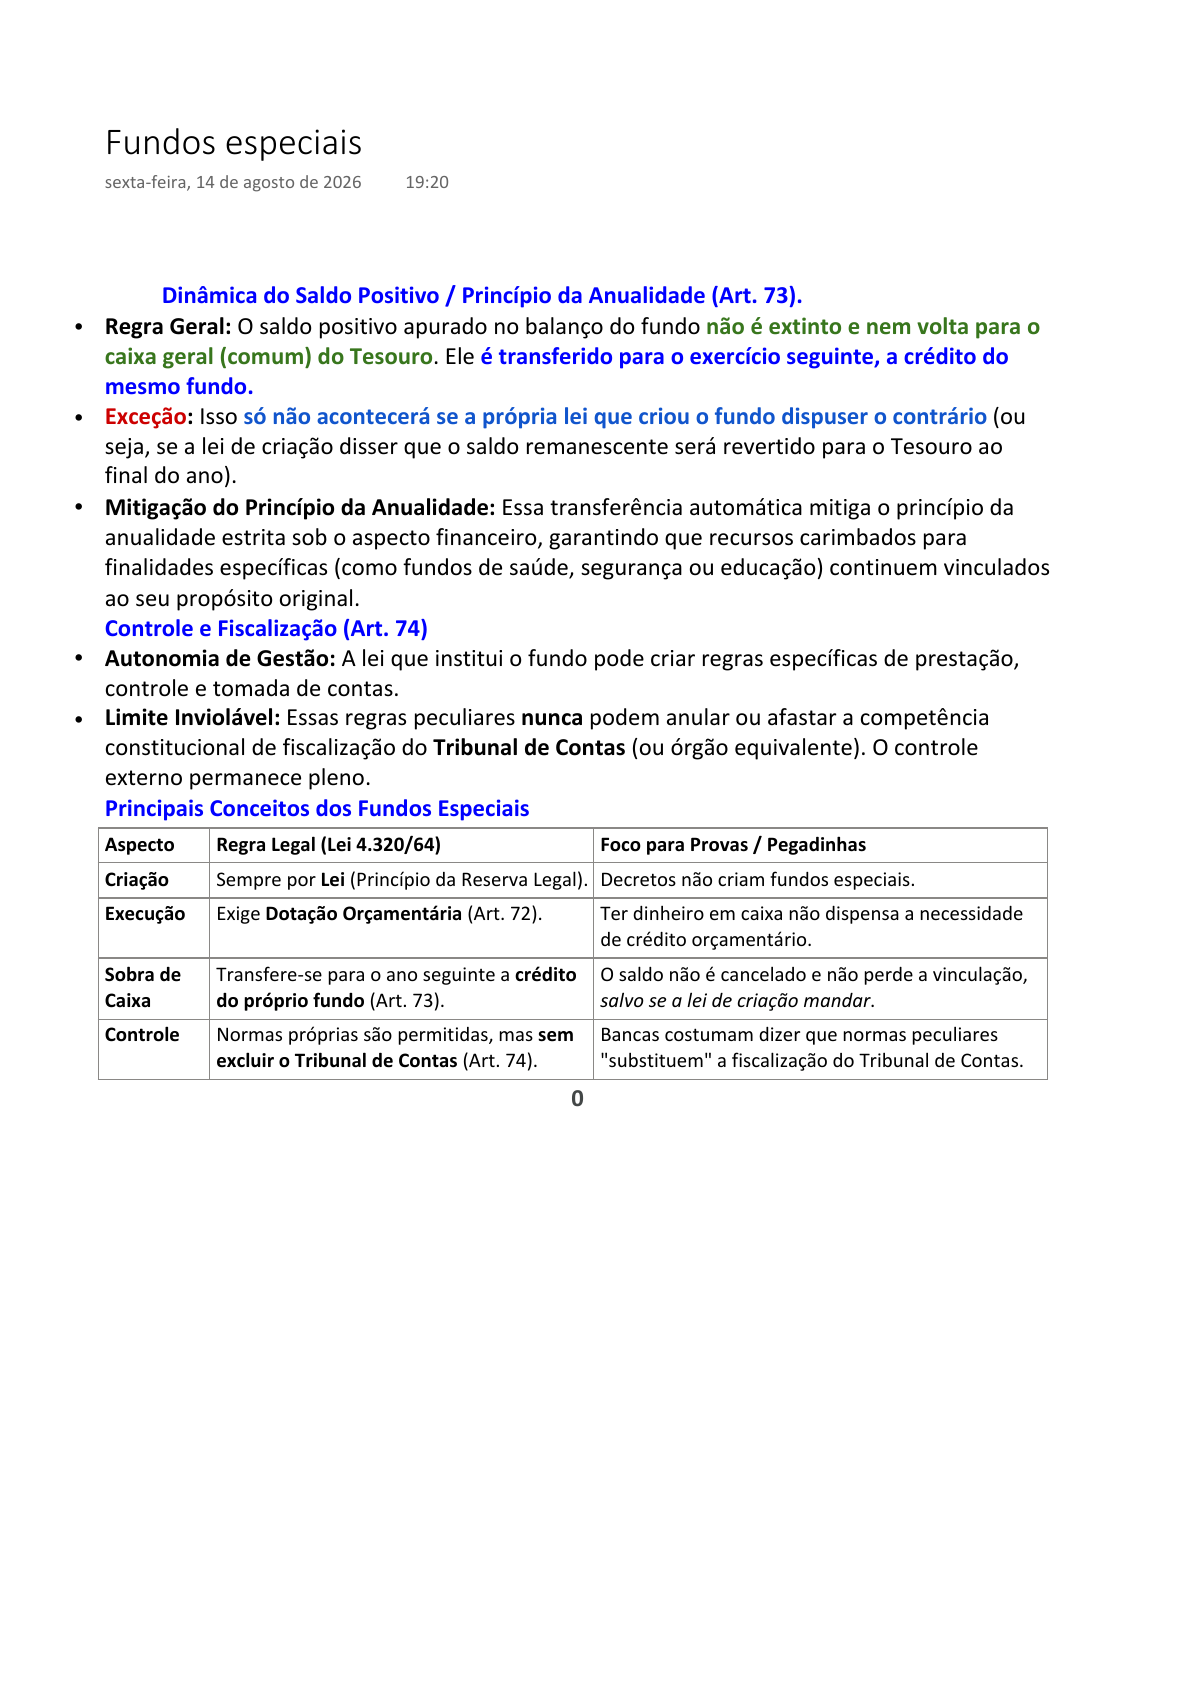 Fundos especiais
sexta-feira, 14 de agosto de 2026 19:20
Dinâmica do Saldo Positivo / Princípio da Anualidade (Art. 73).
• Regra Geral: O saldo positivo apurado no balanço do fundo não é extinto e nem volta para o
caixa geral (comum) do Tesouro. Ele é transferido para o exercício seguinte, a crédito do
mesmo fundo.
• Exceção: Isso só não acontecerá se a própria lei que criou o fundo dispuser o contrário (ou
seja, se a lei de criação disser que o saldo remanescente será revertido para o Tesouro ao
final do ano).
• Mitigação do Princípio da Anualidade: Essa transferência automática mitiga o princípio da
anualidade estrita sob o aspecto financeiro, garantindo que recursos carimbados para
finalidades específicas (como fundos de saúde, segurança ou educação) continuem vinculados
ao seu propósito original.
Controle e Fiscalização (Art. 74)
• Autonomia de Gestão: A lei que institui o fundo pode criar regras específicas de prestação,
controle e tomada de contas.
• Limite Inviolável: Essas regras peculiares nunca podem anular ou afastar a competência
constitucional de fiscalização do Tribunal de Contas (ou órgão equivalente). O controle
externo permanece pleno.
Principais Conceitos dos Fundos Especiais
Aspecto Regra Legal (Lei 4.320/64) Foco para Provas / Pegadinhas
Criação Sempre por Lei (Princípio da Reserva Legal). Decretos não criam fundos especiais.
Execução Exige Dotação Orçamentária (Art. 72). Ter dinheiro em caixa não dispensa a necessidade
de crédito orçamentário.
Sobra de Transfere-se para o ano seguinte a crédito O saldo não é cancelado e não perde a vinculação,
Caixa do próprio fundo (Art. 73). salvo se a lei de criação mandar.
Controle Normas próprias são permitidas, mas sem Bancas costumam dizer que normas peculiares
excluir o Tribunal de Contas (Art. 74). "substituem" a fiscalização do Tribunal de Contas.
0